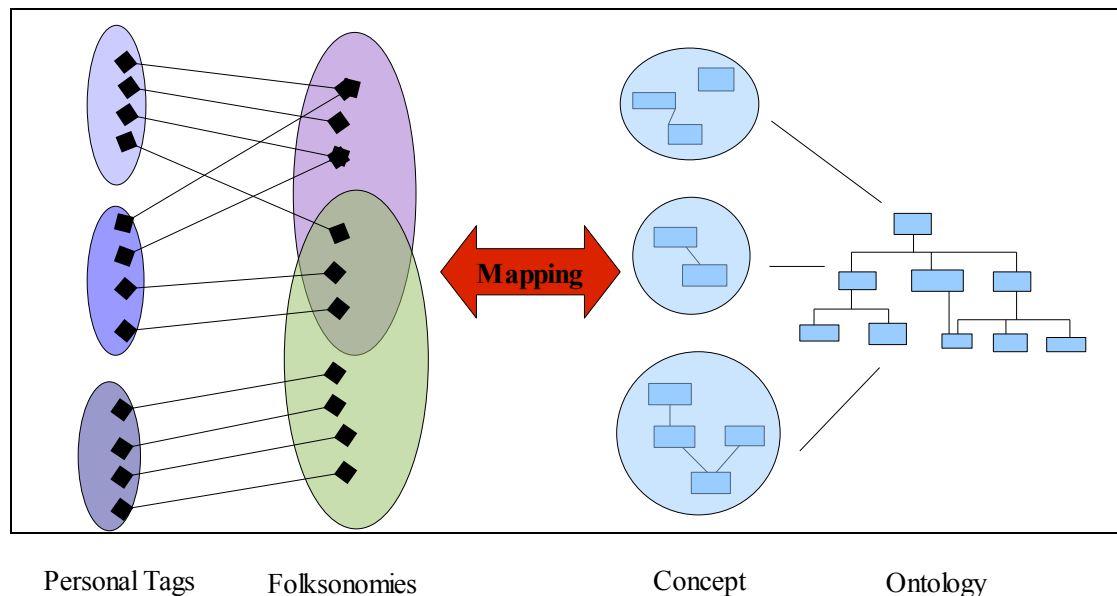 Mapping
Personal Tags
Folksonomies
Concept
Ontology